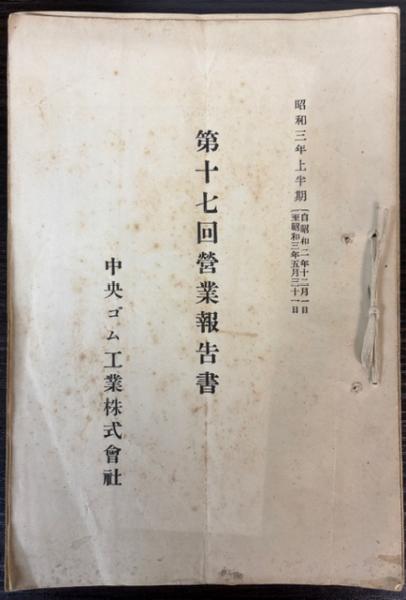 昭和三年上半期
自昭和二年十二月一日
至昭和三年五月三十一日
第十七回營業報告書
中央ゴム工業株式會社